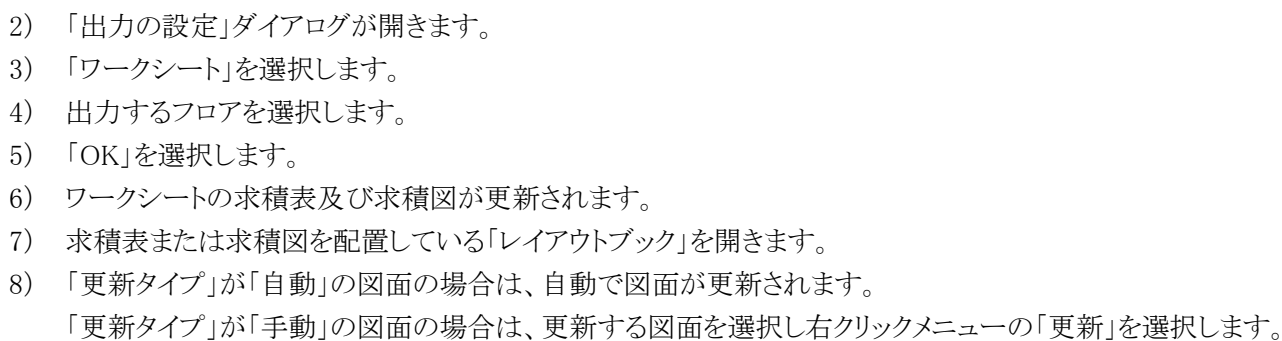 2) 「出力の設定」ダイアログが開きます。
3) 「ワークシート」を選択します。
4) 出力するフロアを選択します。
5) 「OK」を選択します。
6) ワークシートの求積表及び求積図が更新されます。
7) 求積表または求積図を配置している「レイアウトブック」を開きます。
8) 「更新タイプ」が「自動」の図面の場合は、自動で図面が更新されます。
「更新タイプ」が「手動」の図面の場合は、更新する図面を選択し右クリックメニューの「更新」を選択します。